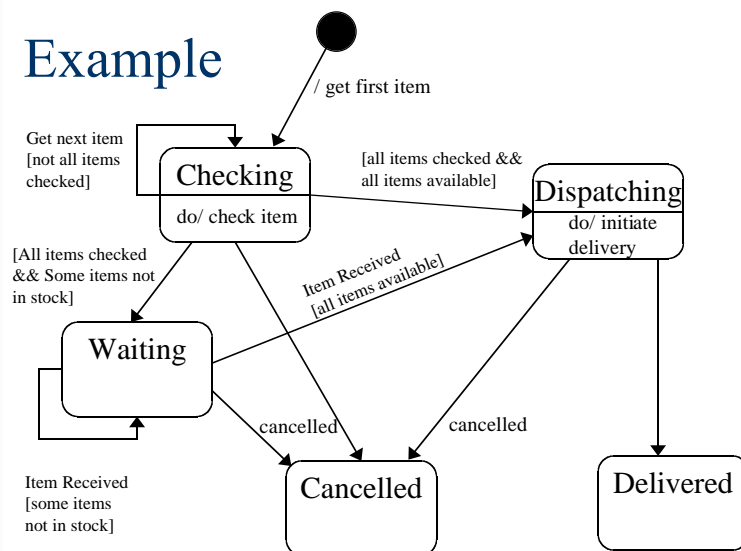 Example
/ get first item
Get next item
[not all items
checked]
Checking
do/ check item
[all items checked &&
all items available]
Dispatching
do/ initiate
delivery
[All items checked
&& Some items not
in stock]
Item Received
[all items available]
Waiting
cancelled
cancelled
Item Received
[some items
not in stock]
Cancelled
Delivered